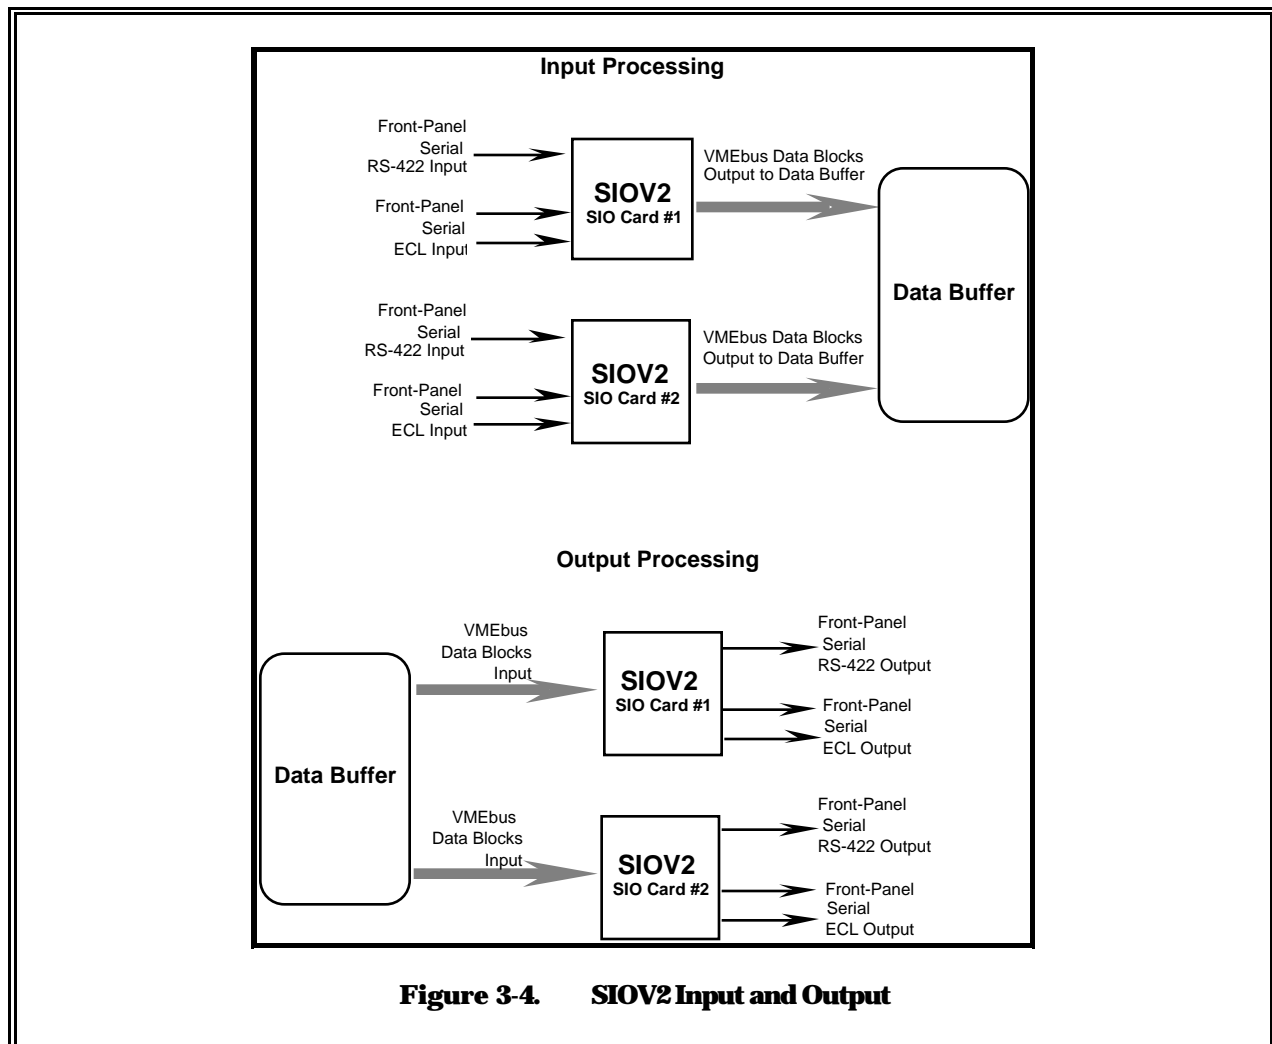 Input Processing
Front-Panel
Serial
RS-422 Input
Front-Panel
Serial
ECL Input
SIOV2
SIO Card #1
VMEbus Data Blocks
Output to Data Buffer
Front-Panel
Serial
RS-422 Input
Front-Panel
Serial
ECL Input
SIOV2
SIO Card #2
VMEbus Data Blocks
Output to Data Buffer
Data Buffer
Output Processing
Data Buffer
VMEbus
Data Blocks
Input
SIOV2
SIO Card #1
Front-Panel
Serial
RS-422 Output
Front-Panel
Serial
ECL Output
VMEbus
Data Blocks
Input
SIOV2
SIO Card #2
Front-Panel
Serial
RS-422 Output
Front-Panel
Serial
ECL Output
Figure 3-4. SIOV2 Input and Output